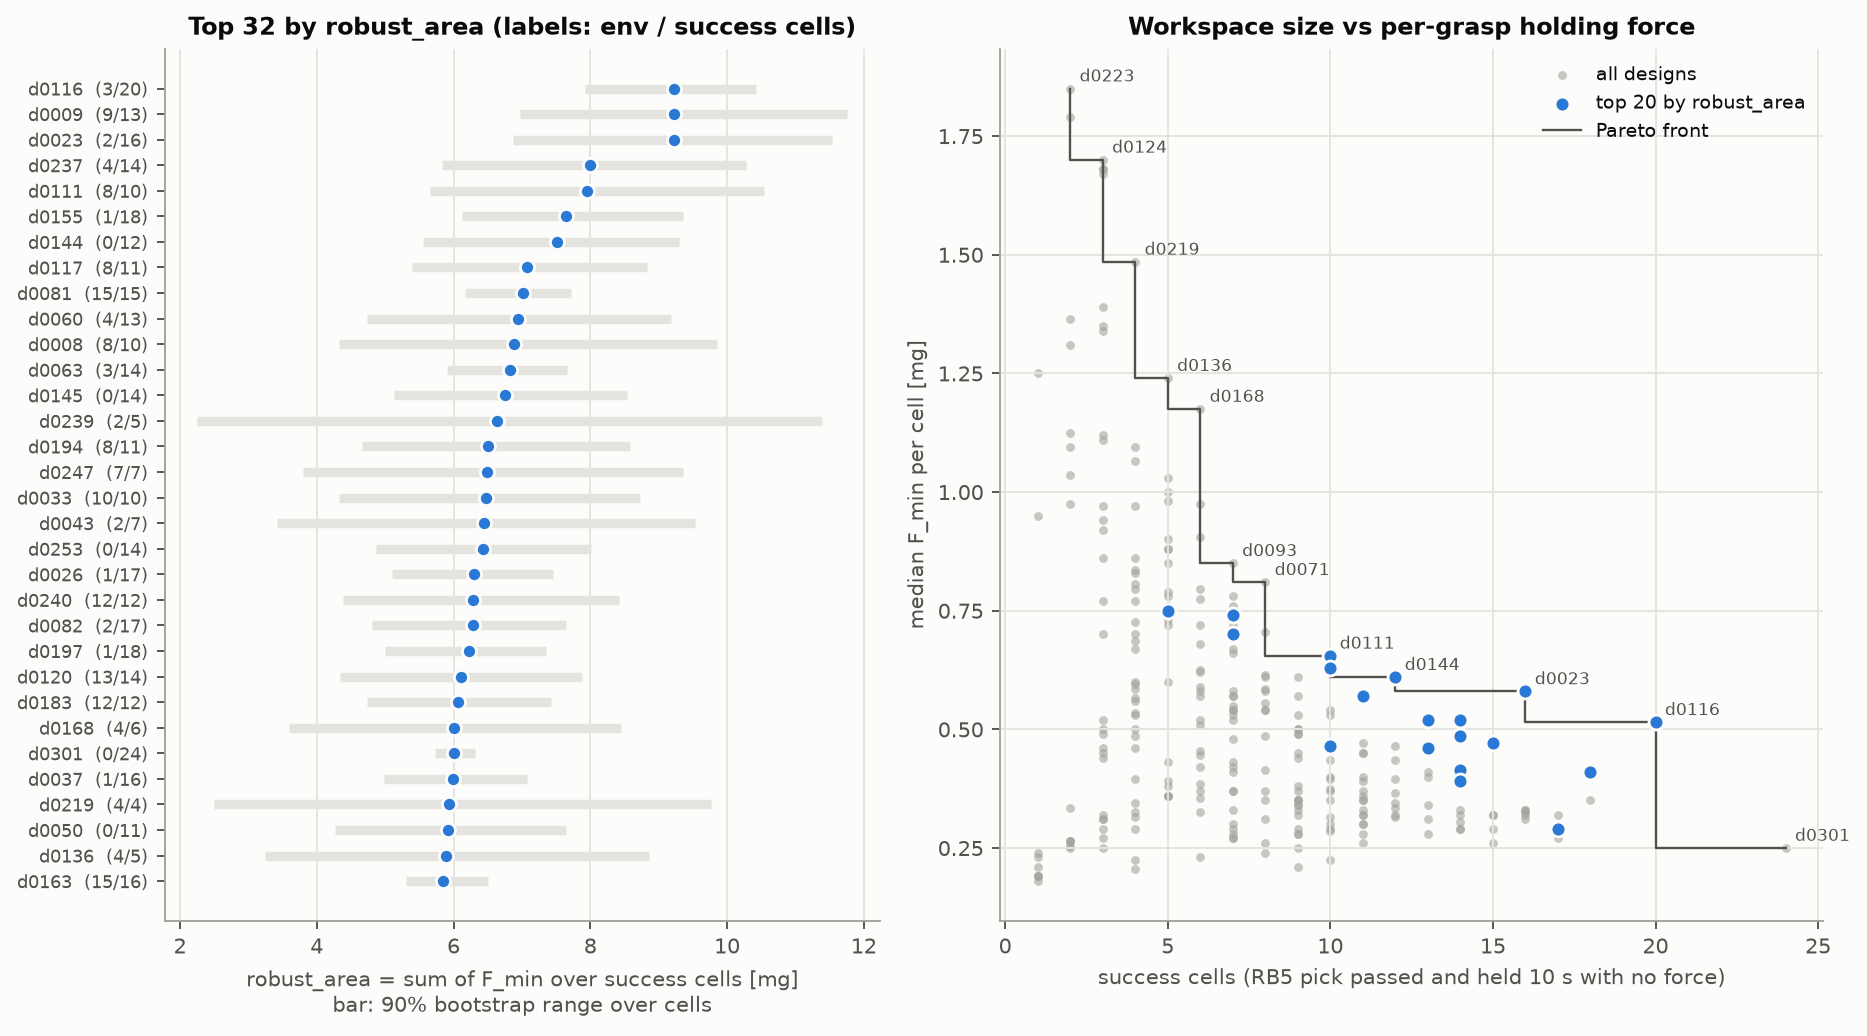 Top 32 by robust_area (labels: env / success cells)
d0116 (3/20)
d0009 (9/13)
d0023 (2/16)
d0237 (4/14)
d0111 (8/10)
d0155 (1/18)
d0144 (0/12)
d0117 (8/11)
d0081 (15/15)
d0060 (4/13)
d0008 (8/10)
d0063 (3/14)
d0145 (0/14)
d0239 (2/5)
d0194 (8/11)
d0247 (7/7)
d0033 (10/10)
d0043 (2/7)
d0253 (0/14)
d0026 (1/17)
d0240 (12/12)
d0082 (2/17)
d0197 (1/18)
d0120 (13/14)
d0183 (12/12)
d0168 (4/6)
d0301 (0/24)
d0037 (1/16)
d0219 (4/4)
d0050 (0/11)
d0136 (4/5)
d0163 (15/16)
2 4 6 8 10 12
robust_area = sum of F_min over success cells [mg]
bar: 90% bootstrap range over cells
Workspace size vs per-grasp holding force
all designs
top 20 by robust_area
Pareto front
median F_min per cell [mg]
1.75
1.50
1.25
1.00
0.75
0.50
0.25
d0223
d0124
d0219
d0136
d0168
d0093
d0071
d0111
d0144
d0023
d0116
d0301
0 5 10 15 20 25
success cells (RB5 pick passed and held 10 s with no force)